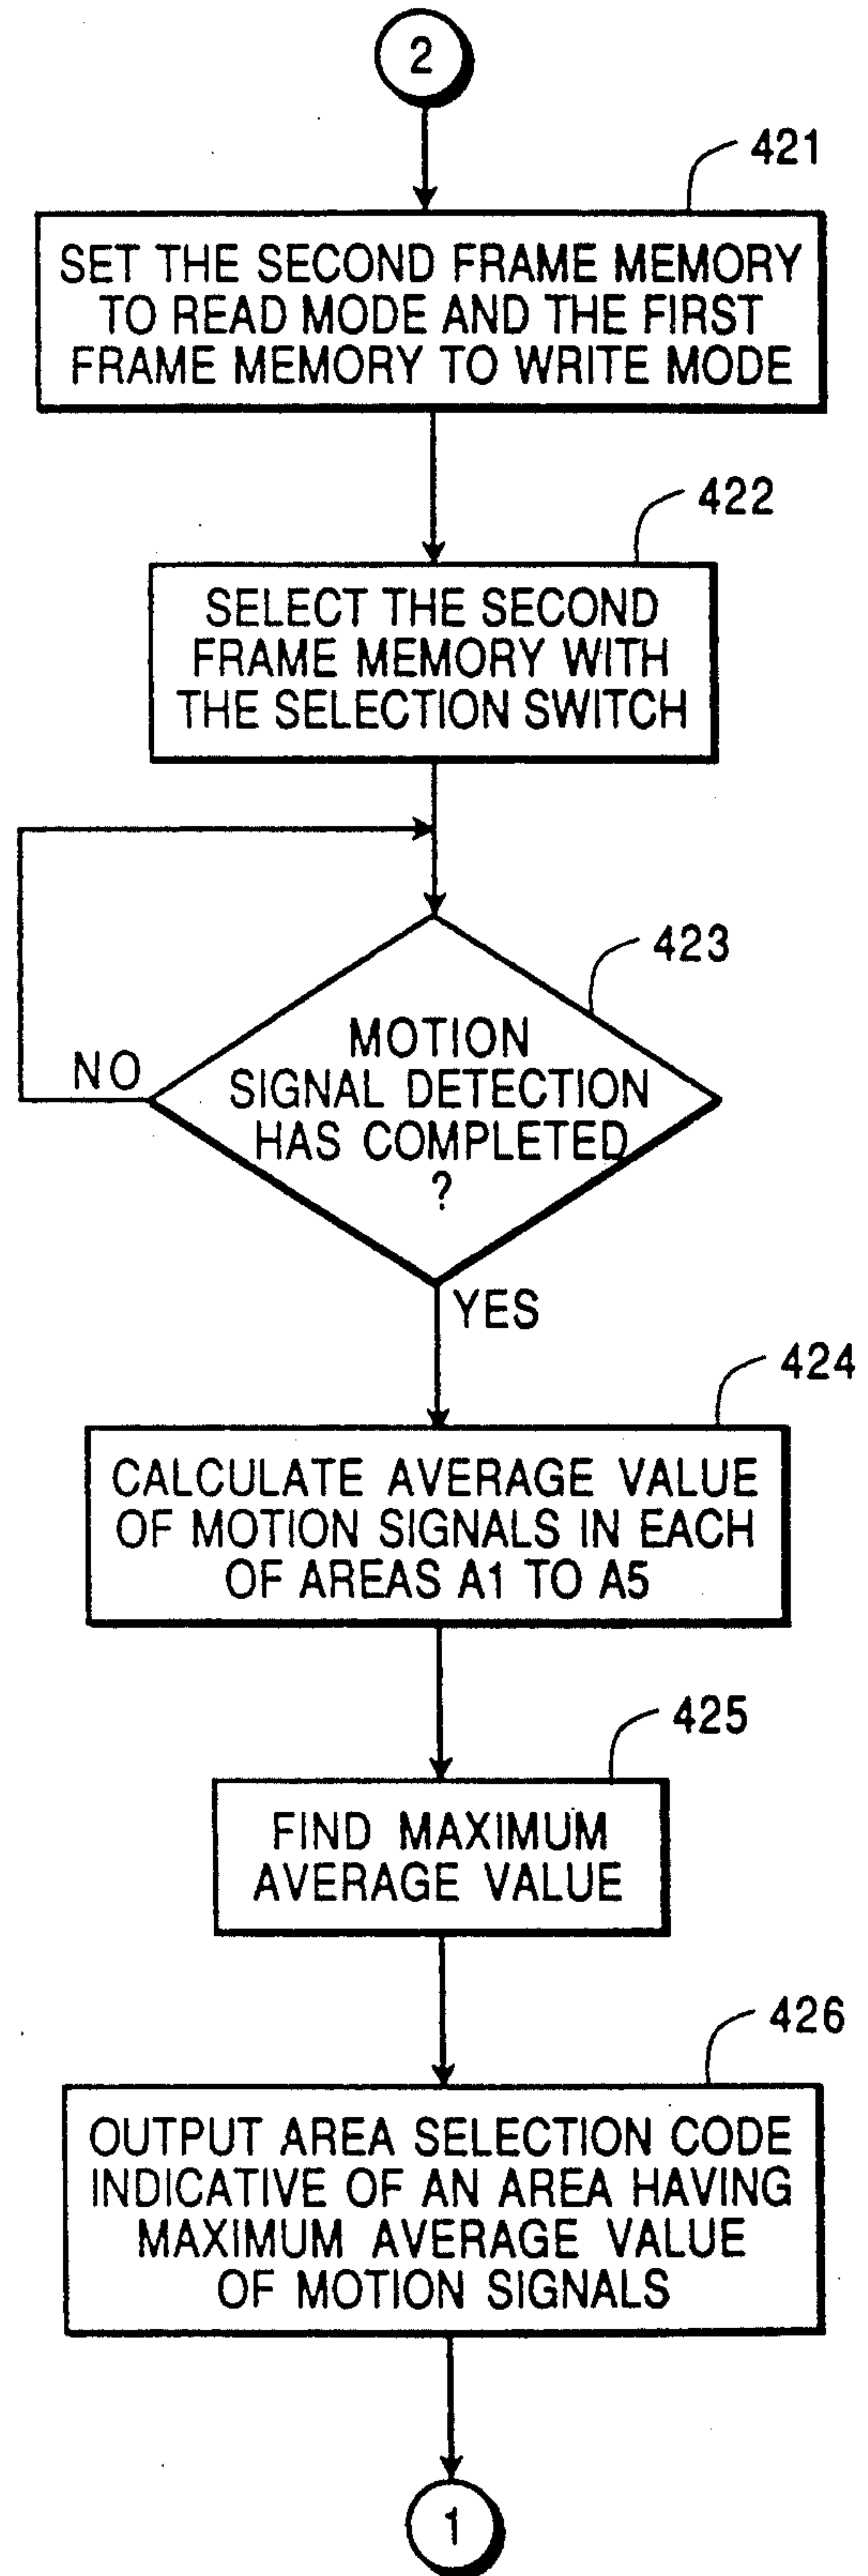 2
421
SET THE SECOND FRAME MEMORY
TO READ MODE AND THE FIRST
FRAME MEMORY TO WRITE MODE
422
SELECT THE SECOND
FRAME MEMORY WITH
THE SELECTION SWITCH
423
MOTION
SIGNAL DETECTION
HAS COMPLETED
?
NO
YES
424
CALCULATE AVERAGE VALUE
OF MOTION SIGNALS IN EACH
OF AREAS A1 TO A5
425
FIND MAXIMUM
AVERAGE VALUE
426
OUTPUT AREA SELECTION CODE
INDICATIVE OF AN AREA HAVING
MAXIMUM AVERAGE VALUE
OF MOTION SIGNALS
1